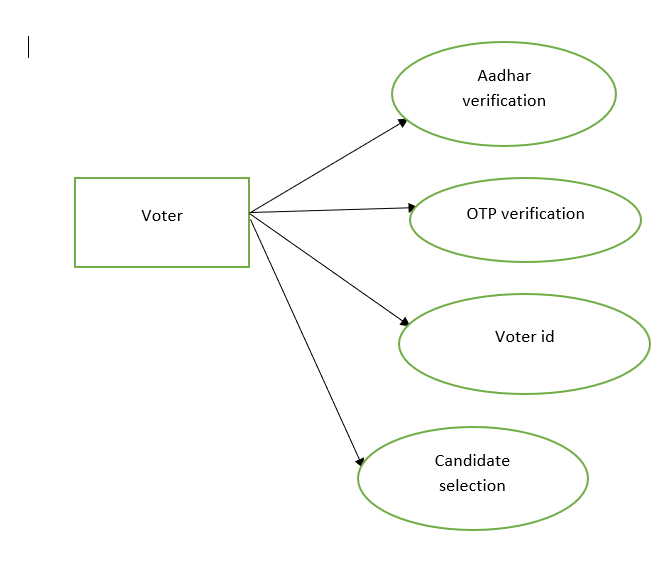 Aadhar
verification
Voter
OTP verification
Voter id
Candidate
selection